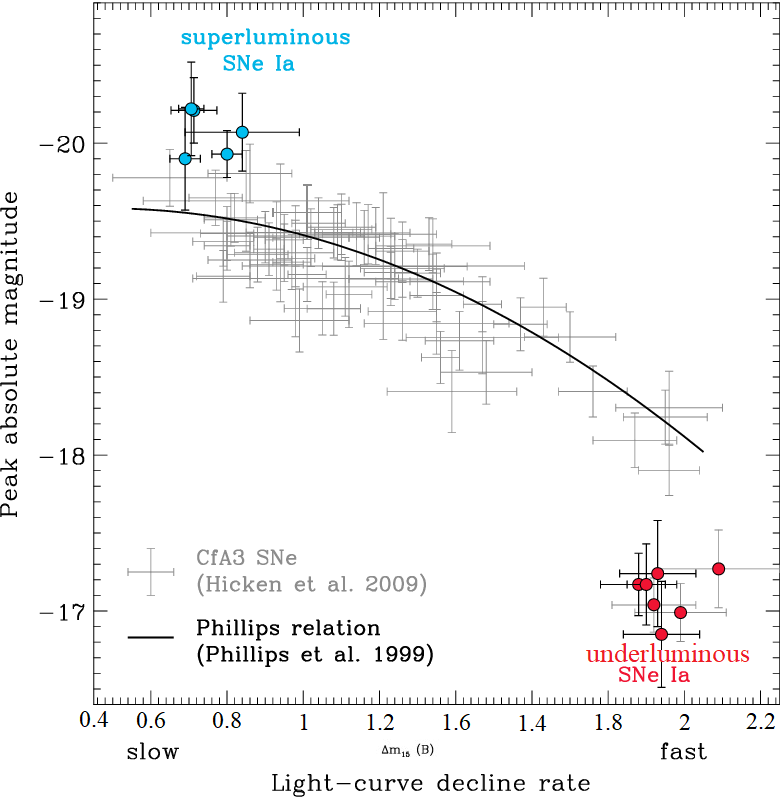 superluminous
SNe Ia
−20
−19
−18
−17
Peak absolute magnitude
CfA3 SNe
(Hicken et al. 2009)
Phillips relation
(Phillips et al. 1999)
underluminous
SNe Ia
0.4 0.6 0.8 1 1.2 1.4 1.6 1.8 2 2.2
slow Δm₁₅ (B) fast
Light−curve decline rate